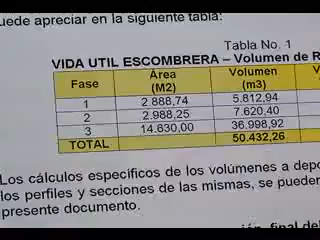 uede apreciar en la siguiente tabla:
Tabla No. 1
VIDA UTIL ESCOMBRERA – Volumen de R
Fase Área (M2) Volumen (m3)
1 2.888,74 5.812,94
2 2.988,25 7.620,40
3 14.630,00 36.998,92
TOTAL 50.432,26
Los cálculos específicos de los volúmenes a depo
los perfiles y secciones de las mismas, se pueden
presente documento.